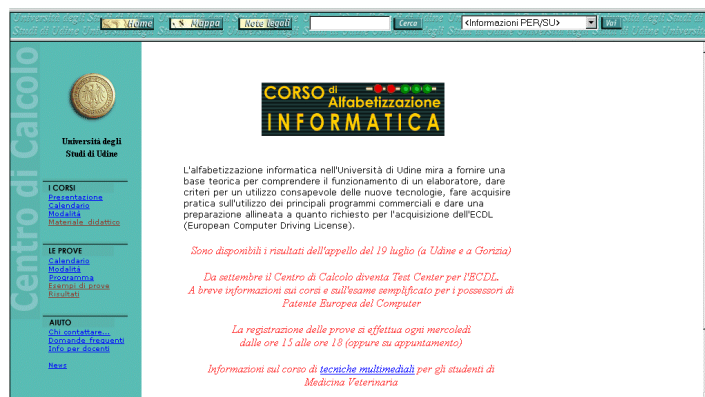 Home
Mappa
Note legali
Cerca
<Informazioni PER/SU>
Vai
Centro di Calcolo
Università degli
Studi di Udine
I CORSI
Presentazione
Calendario
Modalità
Materiale didattico
LE PROVE
Calendario
Modalità
Programma
Esempi di prove
Risultati
AIUTO
Chi contattare...
Domande frequenti
Info per docenti
News
CORSO di
Alfabetizzazione
INFORMATICA
L'alfabetizzazione informatica nell'Università di Udine mira a fornire una
base teorica per comprendere il funzionamento di un elaboratore, dare
criteri per un utilizzo consapevole delle nuove tecnologie, fare acquisire
pratica sull'utilizzo dei principali programmi commerciali e dare una
preparazione allineata a quanto richiesto per l'acquisizione dell'ECDL
(European Computer Driving License).
Sono disponibili i risultati dell'appello del 19 luglio (a Udine e a Gorizia)
Da settembre il Centro di Calcolo diventa Test Center per l'ECDL.
A breve informazioni sui corsi e sull'esame semplificato per i possessori di
Patente Europea del Computer
La registrazione delle prove si effettua ogni mercoledì
dalle ore 15 alle ore 18 (oppure su appuntamento)
Informazioni sul corso di tecniche multimediali per gli studenti di
Medicina Veterinaria